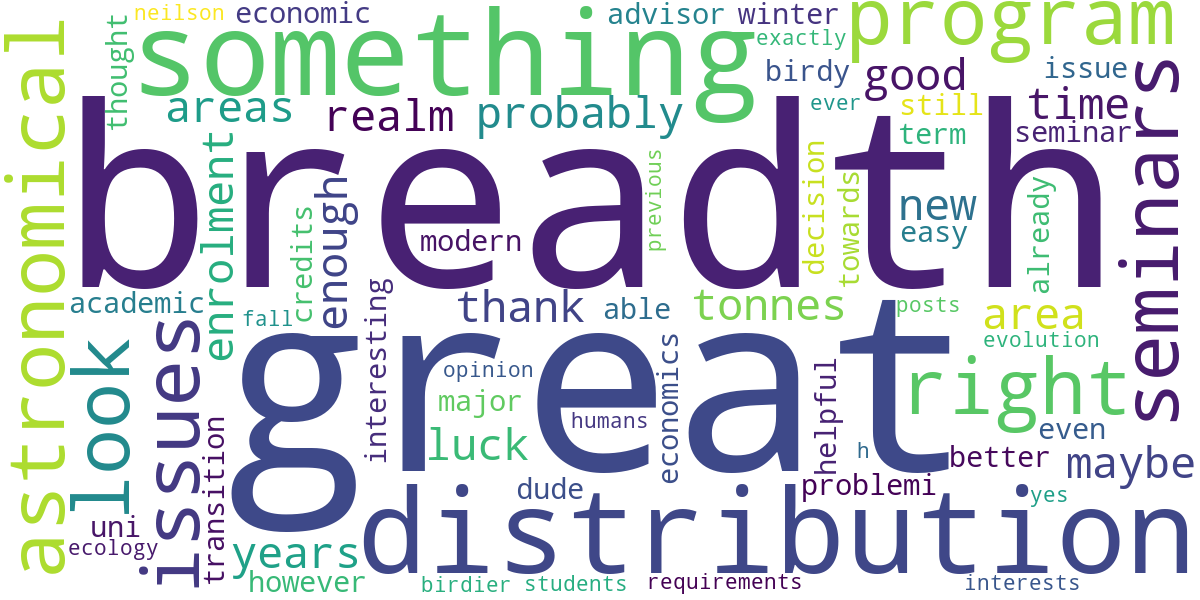 neilson
economic
advisor
winter
program
astronomical
thought
something
exactly
birdy
good
issue
areas
realm
probably
ever
still
time
seminars
term
seminar
breadth
enrolment
enough
credits
modern
previous
decision
towards
new
easy
already
academic
fall
thank
able
tonnes
posts
area
evolution
look
issues
interesting
great
opinion
major
humans
economics
luck
helpful
h
right
even
better
maybe
uni
ecology
transition
years
however
dude
problemi
yes
distribution
birdier
students
requirements
interests